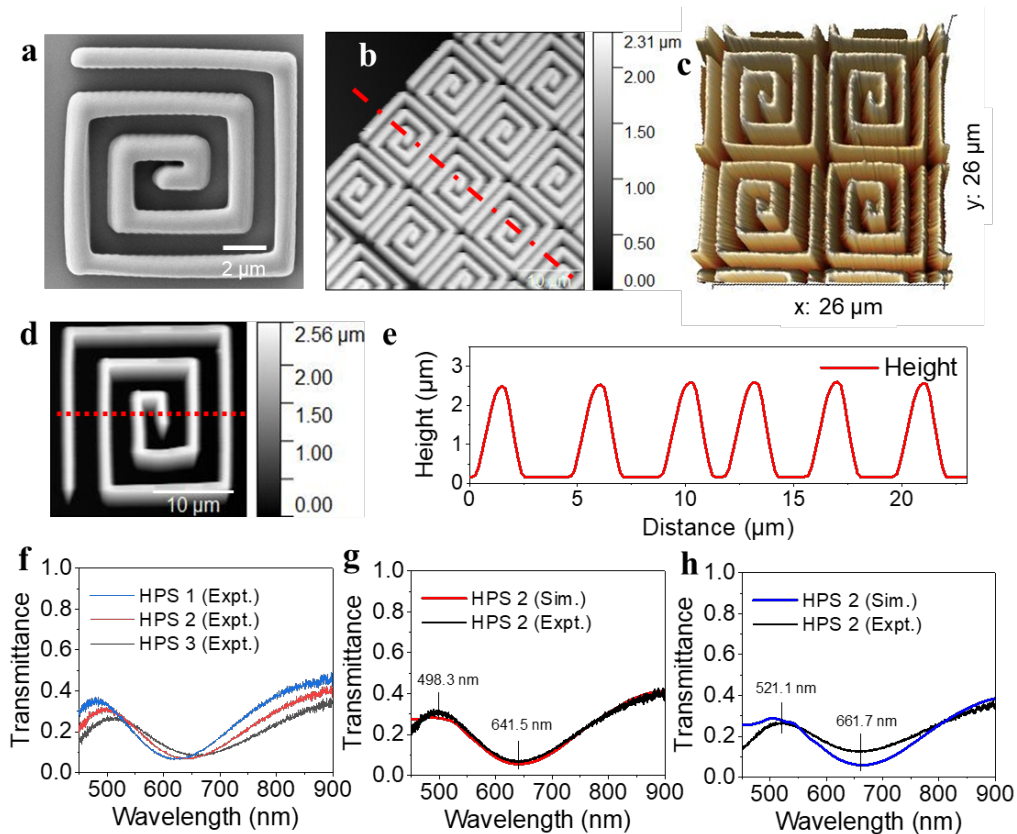 a
2 µm
b
2.31 µm
2.00
1.50
1.00
0.50
0.00
c
y: 26 µm
x: 26 µm
d
2.56 µm
2.00
1.50
1.00
0.00
10 µm
e
Height
Height (µm)
3
2
1
0
0 5 10 15 20
Distance (µm)
f
HPS 1 (Expt.)
HPS 2 (Expt.)
HPS 3 (Expt.)
Transmittance
1.0
0.8
0.6
0.4
0.2
0.0
500 600 700 800 900
Wavelength (nm)
g
HPS 2 (Sim.)
HPS 2 (Expt.)
498.3 nm
641.5 nm
Transmittance
1.0
0.8
0.6
0.4
0.2
0.0
500 600 700 800 900
Wavelength (nm)
h
HPS 2 (Sim.)
HPS 2 (Expt.)
521.1 nm
661.7 nm
Transmittance
1.0
0.8
0.6
0.4
0.2
0.0
500 600 700 800 900
Wavelength (nm)